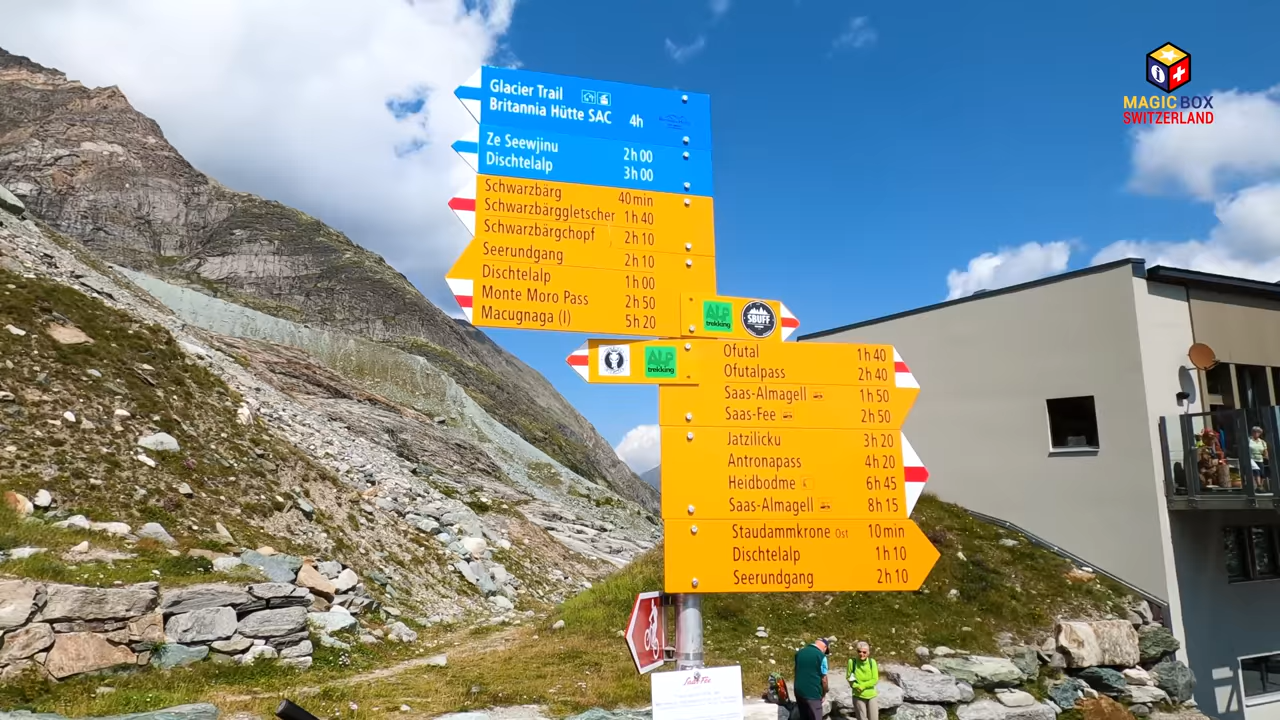 MAGIC BOX
SWITZERLAND
Glacier Trail
Britannia Hütte SAC 4h
Ze Seewjinu 2h00
Dischtelalp 3h00
Schwarzbärg 40min
Schwarzbärggletscher 1h40
Schwarzbärgchopf 2h10
Seerundgang 2h10
Dischtelalp 1h00
Monte Moro Pass 2h50
Macugnaga (I) 5h20
ALP trekking
SBUFF
ALP trekking
Ofutal 1h40
Ofutalpass 2h40
Saas-Almagell 1h50
Saas-Fee 2h50
Jatzilicku 3h20
Antronapass 4h20
Heidbodme 6h45
Saas-Almagell 8h15
Staudammkrone Ost 10min
Dischtelalp 1h10
Seerundgang 2h10
Saas-Fee